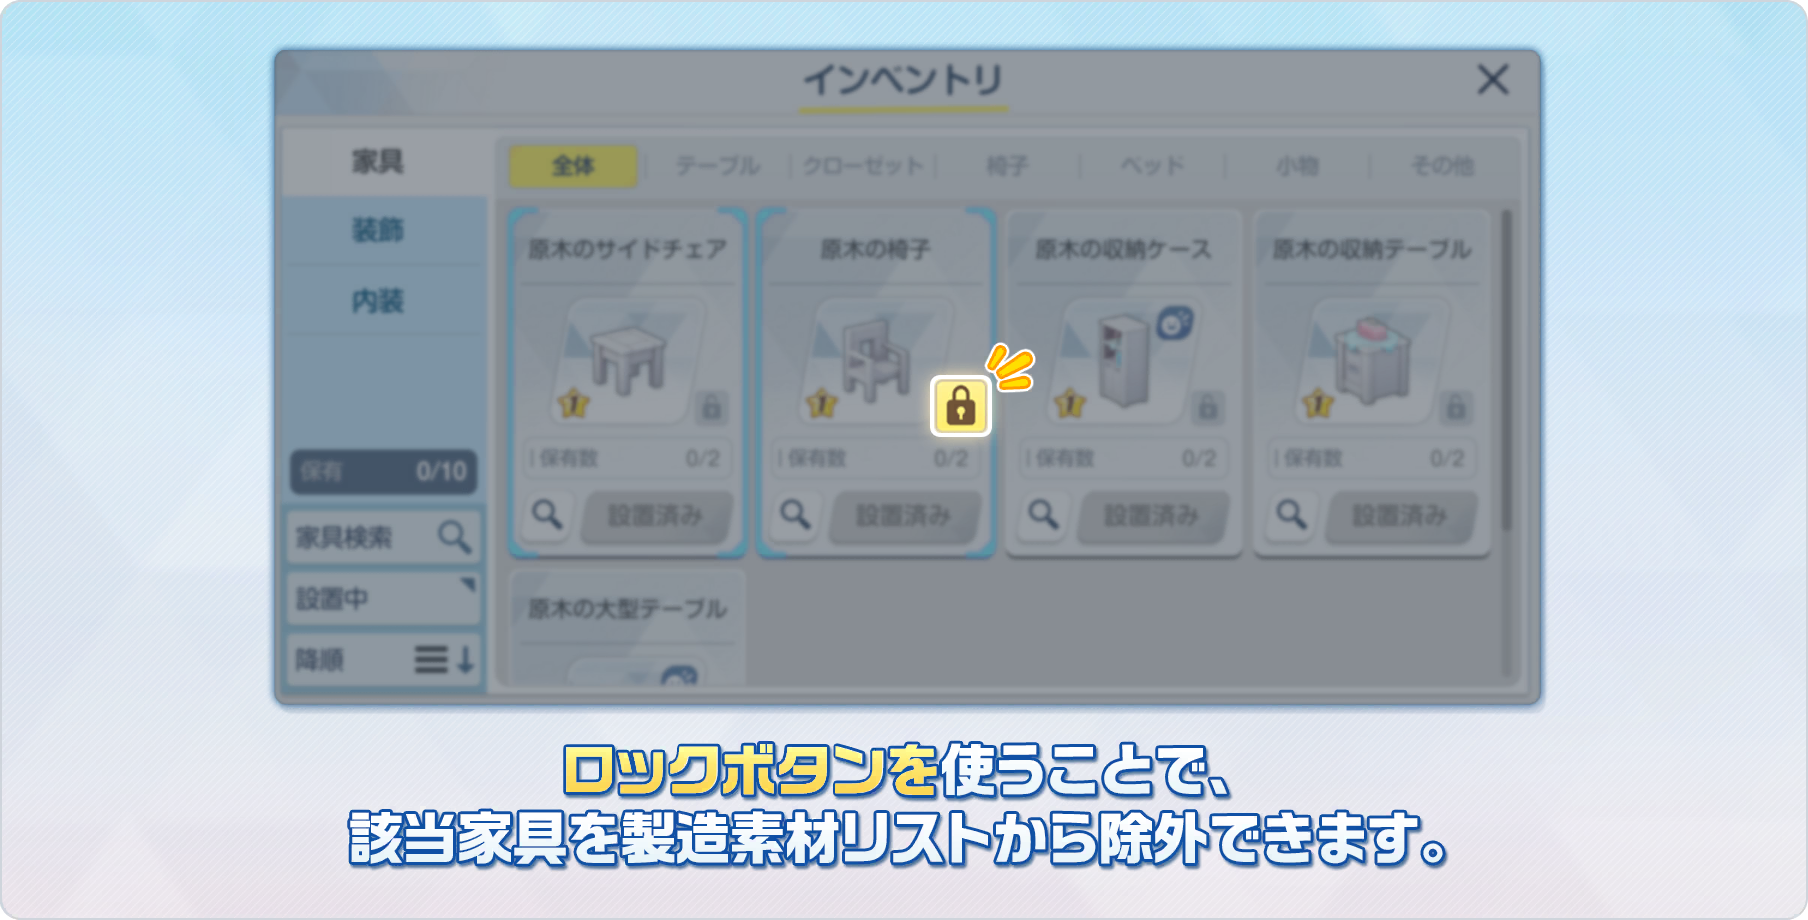 インベントリ
家具
装飾
内装
保有 0/10
家具検索
設置中
降順
全体 テーブル クローゼット 椅子 ベッド 小物 その他
原木のサイドチェア
1
保有数 0/2
設置済み
原木の椅子
1
保有数 0/2
設置済み
原木の収納ケース
1
保有数 0/2
設置済み
原木の収納テーブル
1
保有数 0/2
設置済み
原木の大型テーブル
ロックボタンを使うことで、
該当家具を製造素材リストから除外できます。